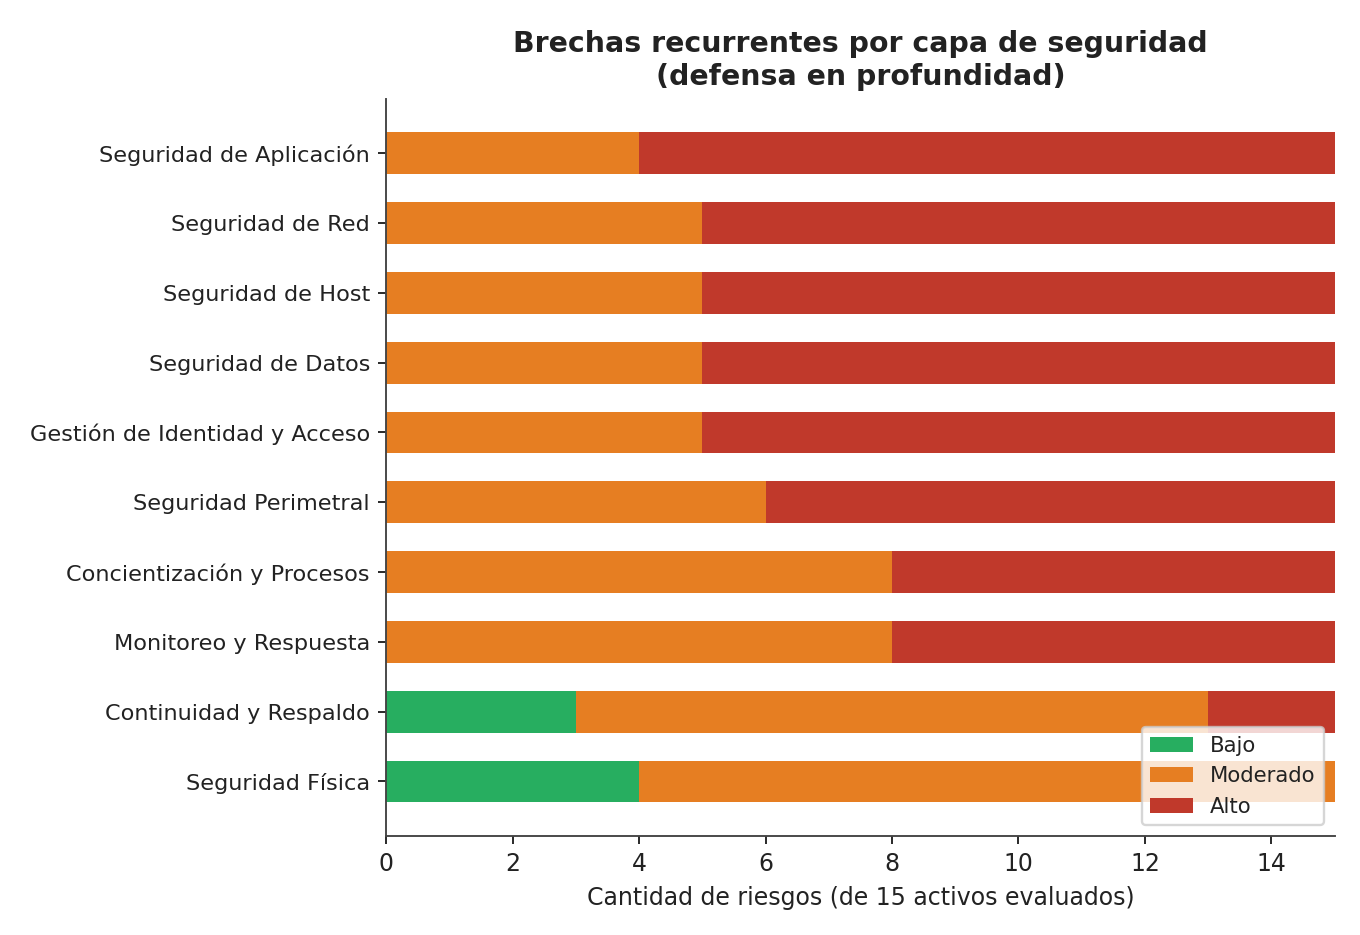 Brechas recurrentes por capa de seguridad
(defensa en profundidad)
Seguridad de Aplicación
Seguridad de Red
Seguridad de Host
Seguridad de Datos
Gestión de Identidad y Acceso
Seguridad Perimetral
Concientización y Procesos
Monitoreo y Respuesta
Continuidad y Respaldo
Seguridad Física
Bajo
Moderado
Alto
0 2 4 6 8 10 12 14
Cantidad de riesgos (de 15 activos evaluados)